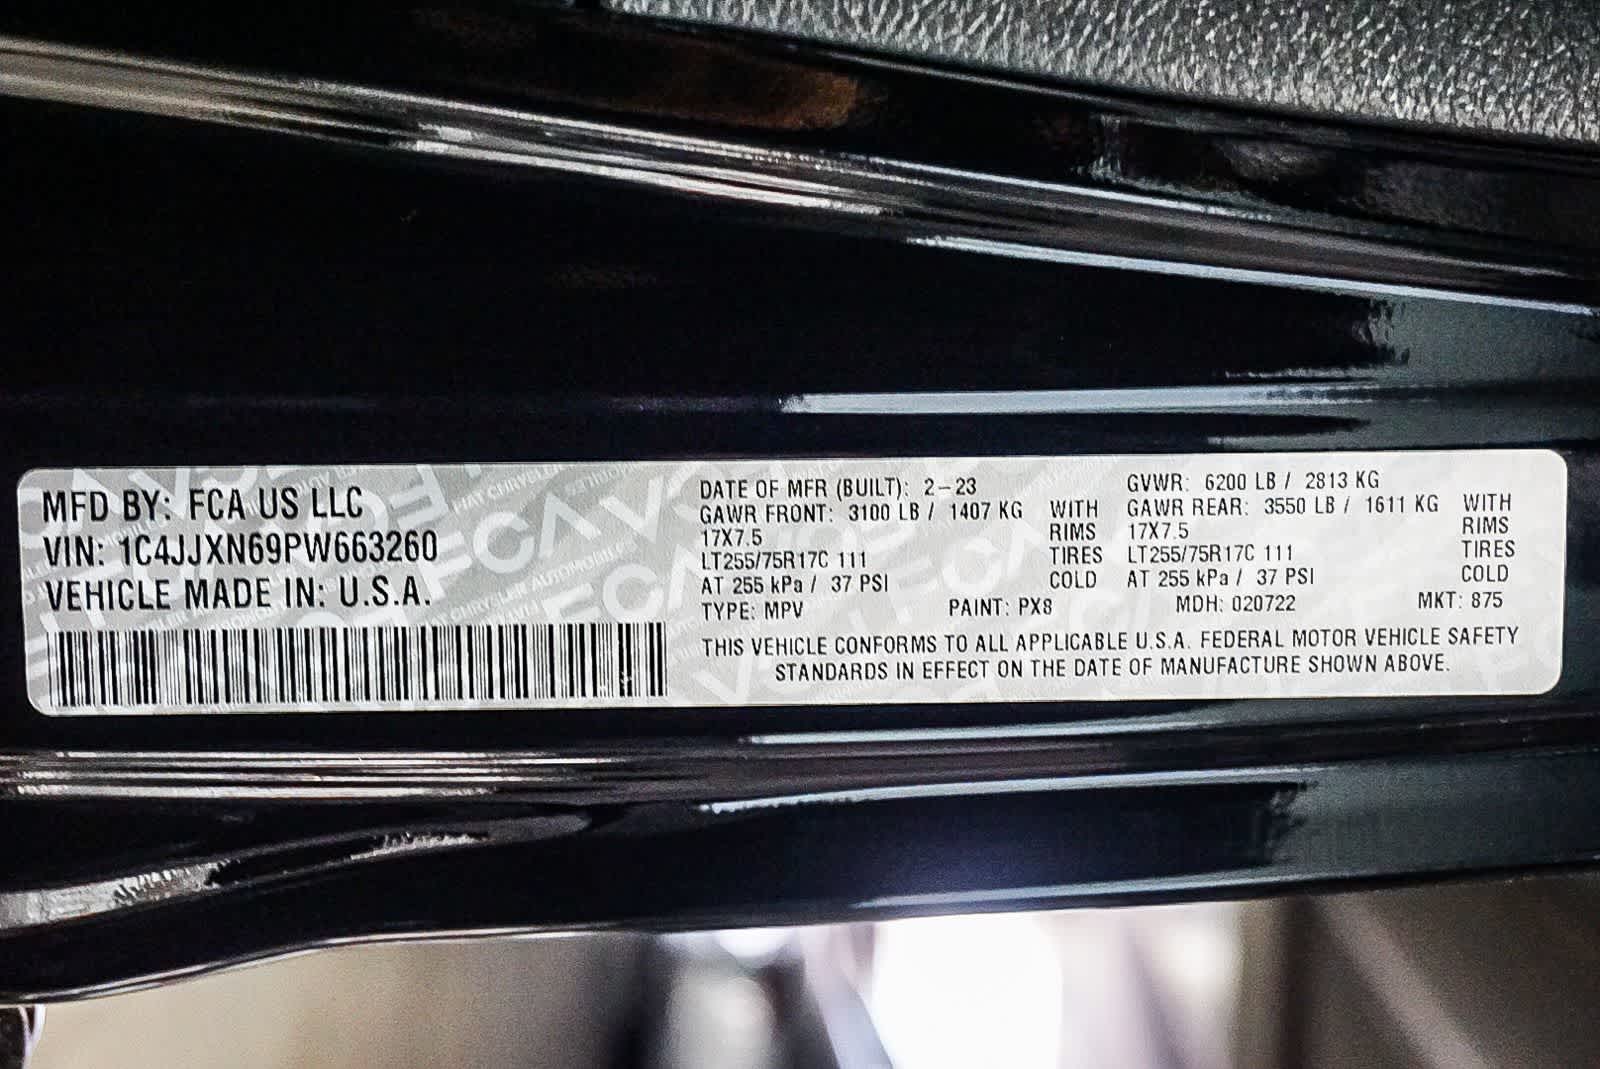 MFD BY: FCA US LLC
VIN: 1C4JJXN69PW663260
VEHICLE MADE IN: U.S.A.
DATE OF MFR (BUILT): 2-23
GAWR FRONT: 3100 LB / 1407 KG WITH
17X7.5 RIMS
LT255/75R17C 111 TIRES
AT 255 kPa / 37 PSI COLD
GVWR: 6200 LB / 2813 KG
GAWR REAR: 3550 LB / 1611 KG WITH
17X7.5 RIMS
LT255/75R17C 111 TIRES
AT 255 kPa / 37 PSI COLD
TYPE: MPV PAINT: PX8 MDH: 020722 MKT: 875
THIS VEHICLE CONFORMS TO ALL APPLICABLE U.S.A. FEDERAL MOTOR VEHICLE SAFETY
STANDARDS IN EFFECT ON THE DATE OF MANUFACTURE SHOWN ABOVE.